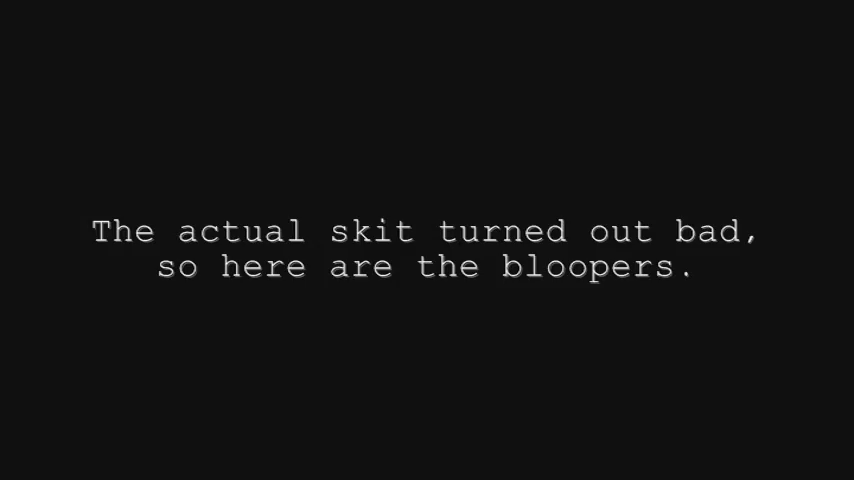 The actual skit turned out bad,
so here are the bloopers.